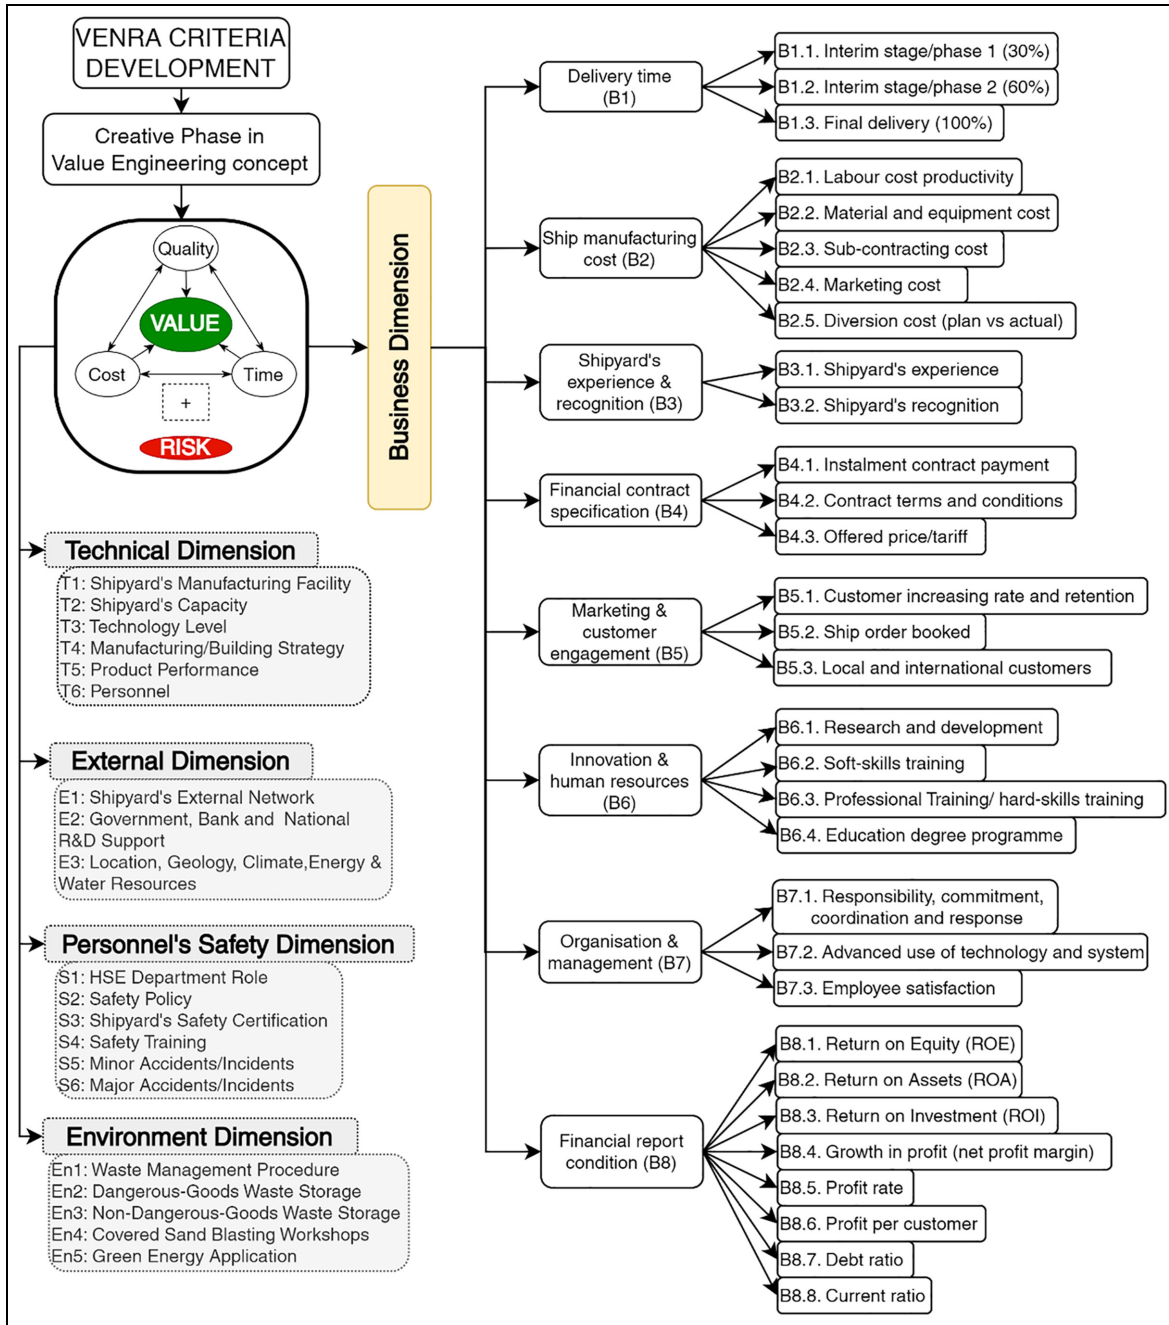 VENRA CRITERIA
DEVELOPMENT
Creative Phase in
Value Engineering concept
Quality
VALUE
Cost
Time
+
RISK
Technical Dimension
T1: Shipyard's Manufacturing Facility
T2: Shipyard's Capacity
T3: Technology Level
T4: Manufacturing/Building Strategy
T5: Product Performance
T6: Personnel
External Dimension
E1: Shipyard's External Network
E2: Government, Bank and National
R&D Support
E3: Location, Geology, Climate,Energy &
Water Resources
Personnel's Safety Dimension
S1: HSE Department Role
S2: Safety Policy
S3: Shipyard's Safety Certification
S4: Safety Training
S5: Minor Accidents/Incidents
S6: Major Accidents/Incidents
Environment Dimension
En1: Waste Management Procedure
En2: Dangerous-Goods Waste Storage
En3: Non-Dangerous-Goods Waste Storage
En4: Covered Sand Blasting Workshops
En5: Green Energy Application
Business Dimension
Delivery time
(B1)
B1.1. Interim stage/phase 1 (30%)
B1.2. Interim stage/phase 2 (60%)
B1.3. Final delivery (100%)
Ship manufacturing
cost (B2)
B2.1. Labour cost productivity
B2.2. Material and equipment cost
B2.3. Sub-contracting cost
B2.4. Marketing cost
B2.5. Diversion cost (plan vs actual)
Shipyard's
experience &
recognition (B3)
B3.1. Shipyard's experience
B3.2. Shipyard's recognition
Financial contract
specification (B4)
B4.1. Instalment contract payment
B4.2. Contract terms and conditions
B4.3. Offered price/tariff
Marketing &
customer
engagement (B5)
B5.1. Customer increasing rate and retention
B5.2. Ship order booked
B5.3. Local and international customers
Innovation &
human resources
(B6)
B6.1. Research and development
B6.2. Soft-skills training
B6.3. Professional Training/ hard-skills training
B6.4. Education degree programme
Organisation &
management (B7)
B7.1. Responsibility, commitment,
coordination and response
B7.2. Advanced use of technology and system
B7.3. Employee satisfaction
Financial report
condition (B8)
B8.1. Return on Equity (ROE)
B8.2. Return on Assets (ROA)
B8.3. Return on Investment (ROI)
B8.4. Growth in profit (net profit margin)
B8.5. Profit rate
B8.6. Profit per customer
B8.7. Debt ratio
B8.8. Current ratio